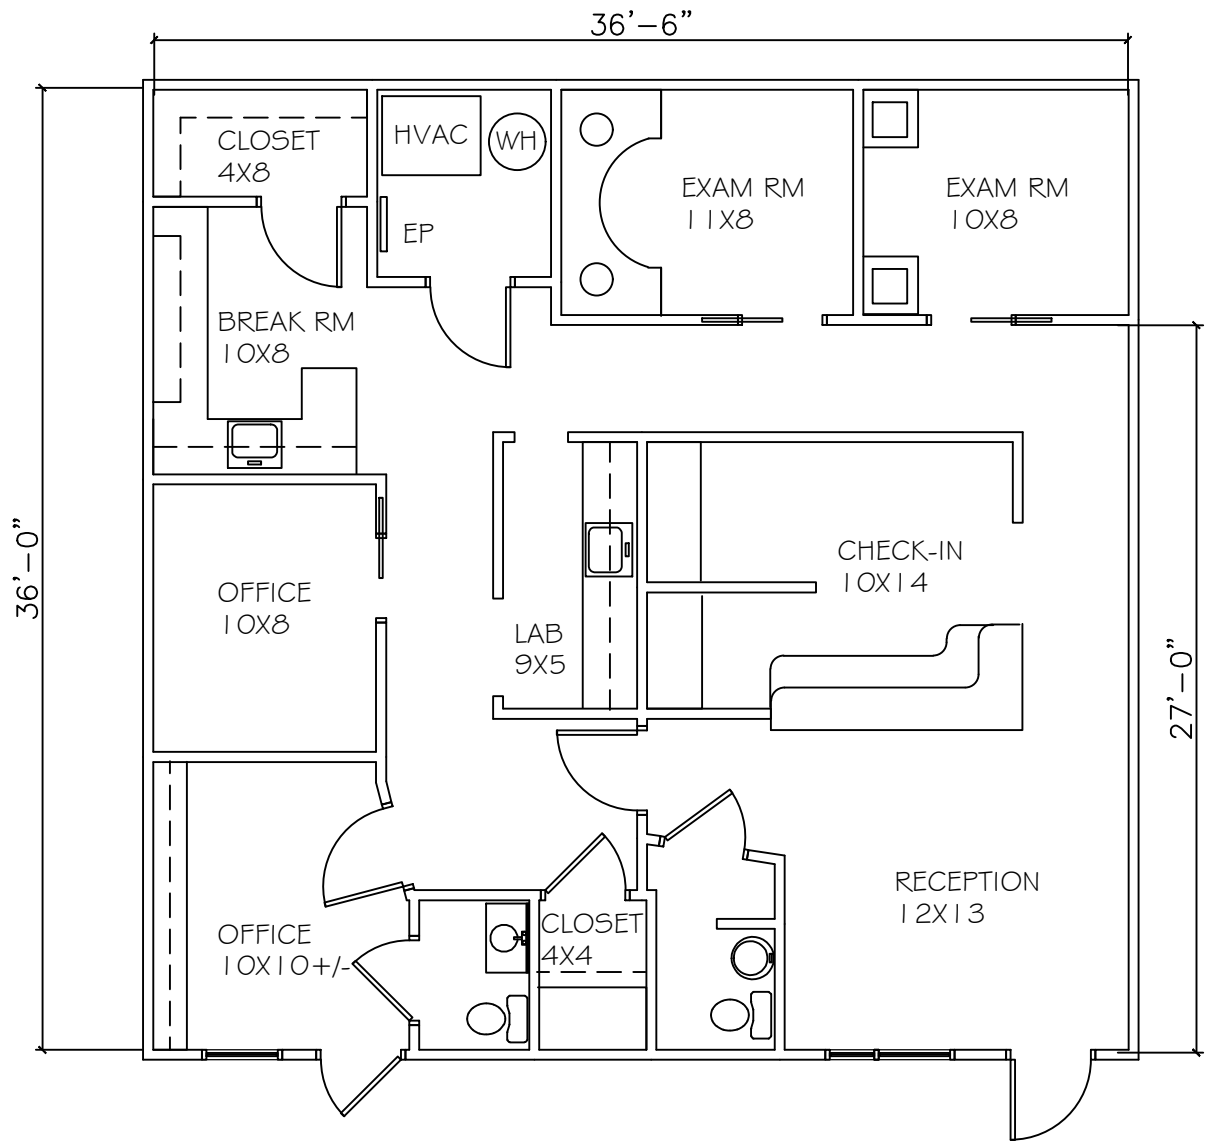 36'-6"
CLOSET
4X8
HVAC
WH
EP
EXAM RM
11X8
EXAM RM
10X8
BREAK RM
10X8
36'-0"
OFFICE
10X8
LAB
9X5
CHECK-IN
10X14
27'-0"
OFFICE
10X10+/-
CLOSET
4X4
RECEPTION
12X13